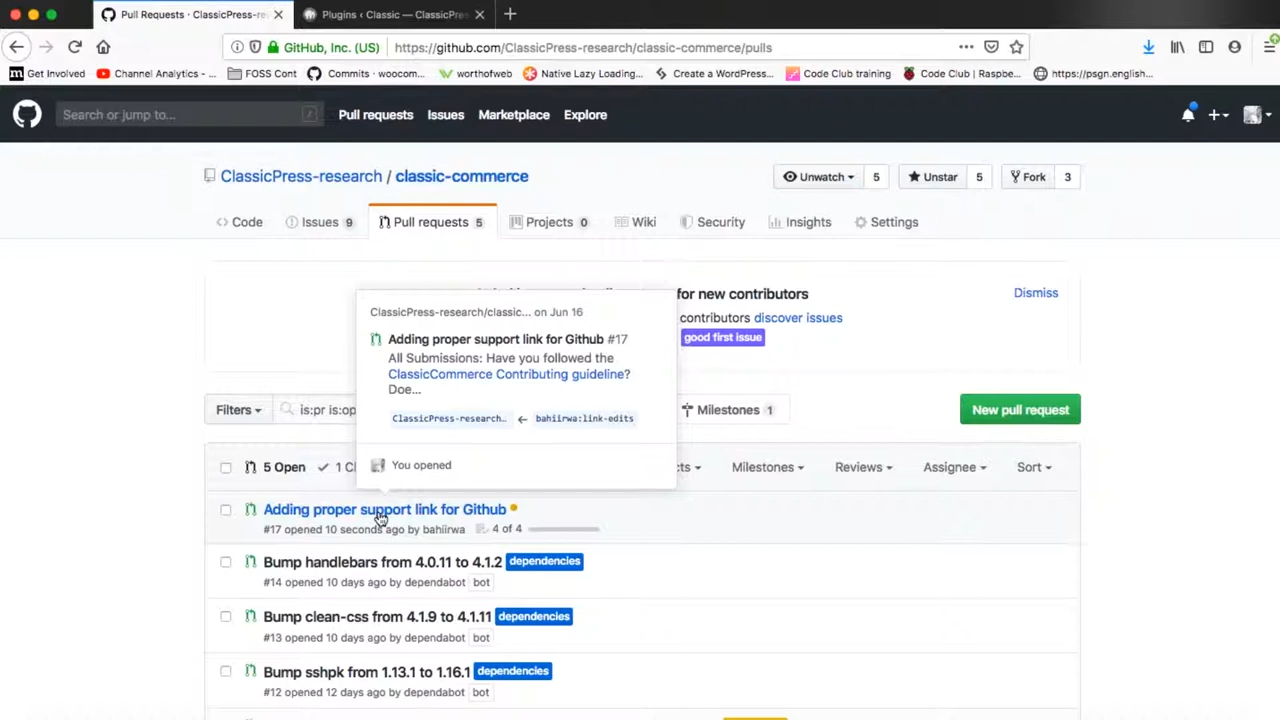 Pull Requests · ClassicPress-re
Plugins ‹ Classic — ClassicPre
GitHub, Inc. (US)
https://github.com/ClassicPress-research/classic-commerce/pulls
Get Involved
Channel Analytics - ...
FOSS Cont
Commits · woocom...
worthofweb
Native Lazy Loading...
Create a WordPress...
Code Club training
Code Club | Raspbe...
https://psgn.english...
Search or jump to...
/
Pull requests
Issues
Marketplace
Explore
ClassicPress-research / classic-commerce
Unwatch 5
Unstar 5
Fork 3
Code
Issues 9
Pull requests 5
Projects 0
Wiki
Security
Insights
Settings
for new contributors
Dismiss
contributors discover issues
good first issue
ClassicPress-research/classic... on Jun 16
Adding proper support link for Github #17
All Submissions: Have you followed the
ClassicCommerce Contributing guideline?
Doe...
ClassicPress-research… ← bahiirwa:link-edits
You opened
Filters
is:pr is:op
Milestones 1
New pull request
5 Open
1 Cl
cts
Milestones
Reviews
Assignee
Sort
Adding proper support link for Github
#17 opened 10 seconds ago by bahiirwa 4 of 4
Bump handlebars from 4.0.11 to 4.1.2 dependencies
#14 opened 10 days ago by dependabot bot
Bump clean-css from 4.1.9 to 4.1.11 dependencies
#13 opened 10 days ago by dependabot bot
Bump sshpk from 1.13.1 to 1.16.1 dependencies
#12 opened 12 days ago by dependabot bot